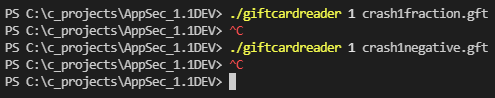 PS C:\c_projects\AppSec_1.1DEV> ./giftcardreader 1 crash1fraction.gft
PS C:\c_projects\AppSec_1.1DEV> ^C
PS C:\c_projects\AppSec_1.1DEV> ./giftcardreader 1 crash1negative.gft
PS C:\c_projects\AppSec_1.1DEV> ^C
PS C:\c_projects\AppSec_1.1DEV>